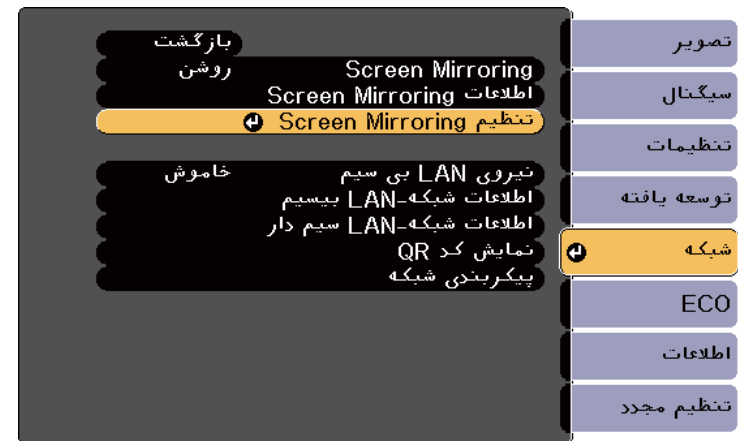 تصویر
سیگنال
تنظیمات
توسعه یافته
شبکه
ECO
اطلاعات
تنظیم مجدد
بازگشت
Screen Mirroring روشن
اطلاعات Screen Mirroring
تنظیم Screen Mirroring
نیروی LAN بی سیم خاموش
اطلاعات شبکه-LAN بیسیم
اطلاعات شبکه-LAN سیم دار
نمایش کد QR
پیکربندی شبکه